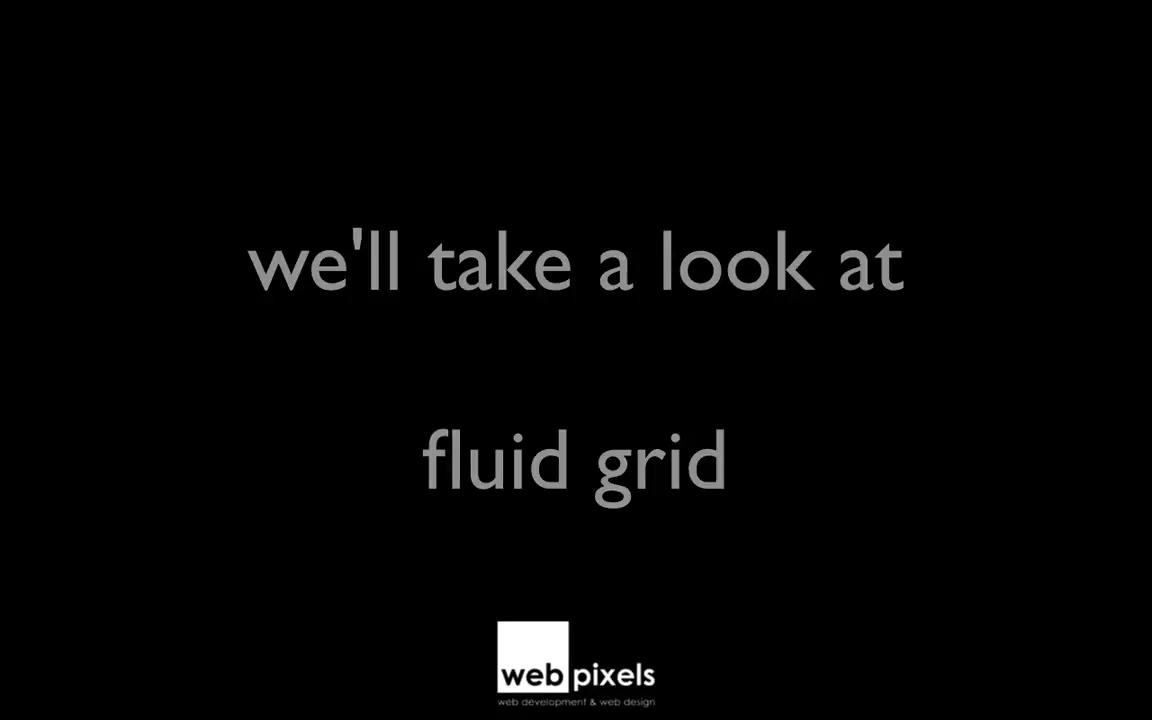 we'll take a look at
fluid grid
web pixels
web development & web design